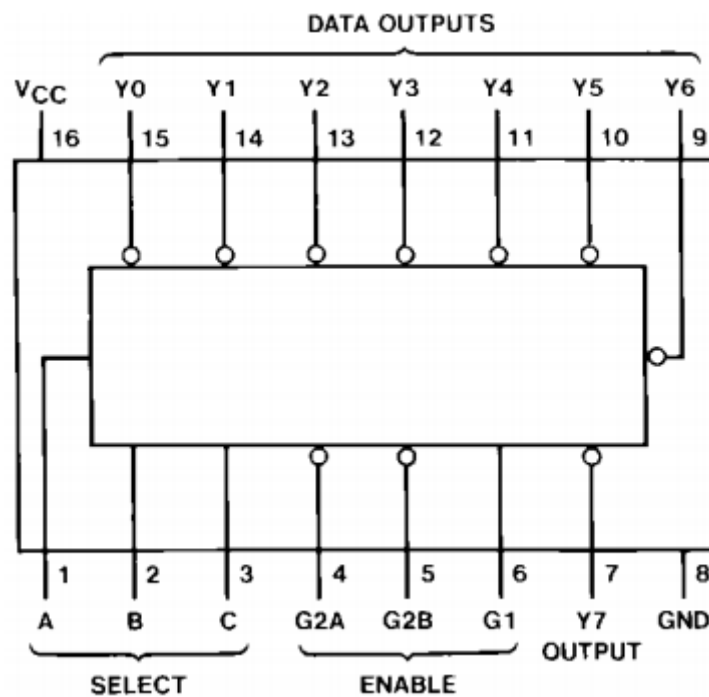 DATA OUTPUTS
VCC Y0 Y1 Y2 Y3 Y4 Y5 Y6
16 15 14 13 12 11 10 9
1 2 3 4 5 6 7 8
A B C G2A G2B G1 Y7 GND
OUTPUT
SELECT ENABLE